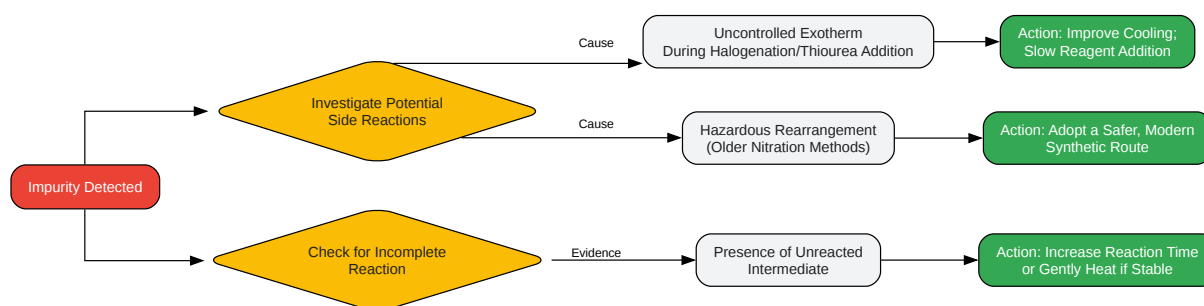 Impurity Detected
Investigate Potential
Side Reactions
Cause
Uncontrolled Exotherm
During Halogenation/Thiourea Addition
Action: Improve Cooling;
Slow Reagent Addition
Cause
Hazardous Rearrangement
(Older Nitration Methods)
Action: Adopt a Safer, Modern
Synthetic Route
Check for Incomplete
Reaction
Evidence
Presence of Unreacted
Intermediate
Action: Increase Reaction Time
or Gently Heat if Stable